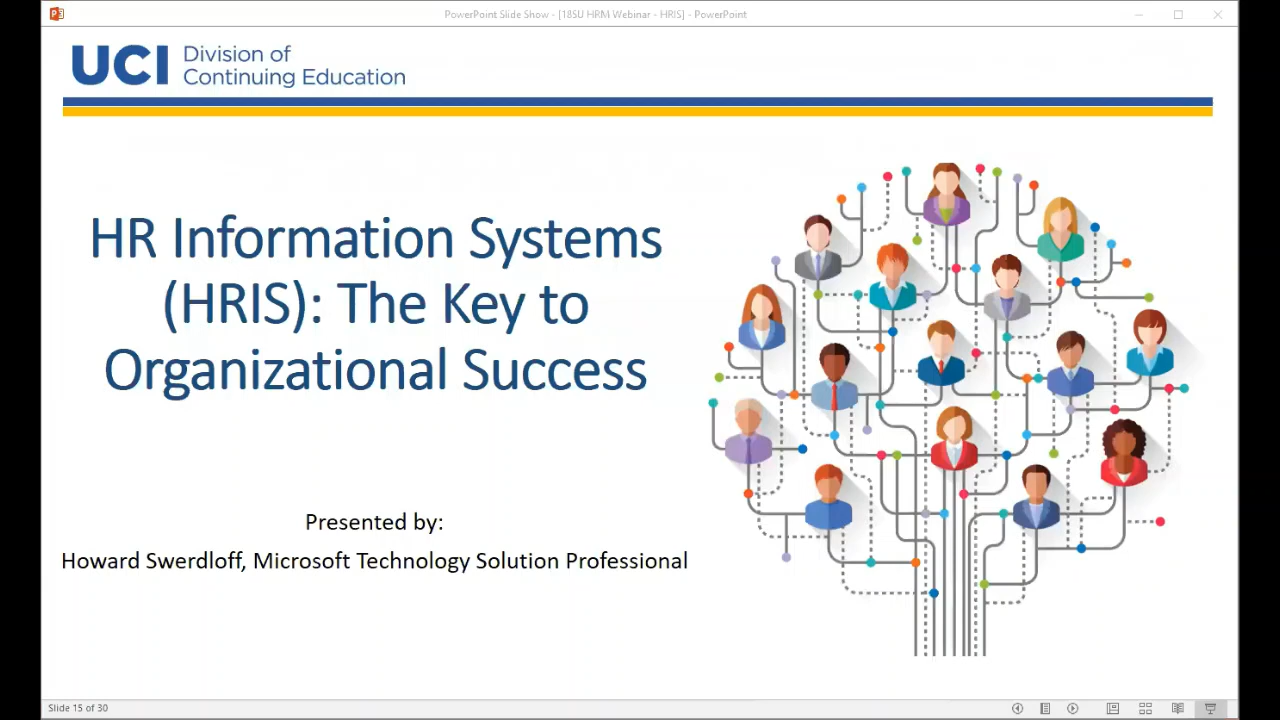 PowerPoint Slide Show - [18SU HRM Webinar - HRIS] - PowerPoint
UCI Division of
Continuing Education
HR Information Systems
(HRIS): The Key to
Organizational Success
Presented by:
Howard Swerdloff, Microsoft Technology Solution Professional
Slide 15 of 30